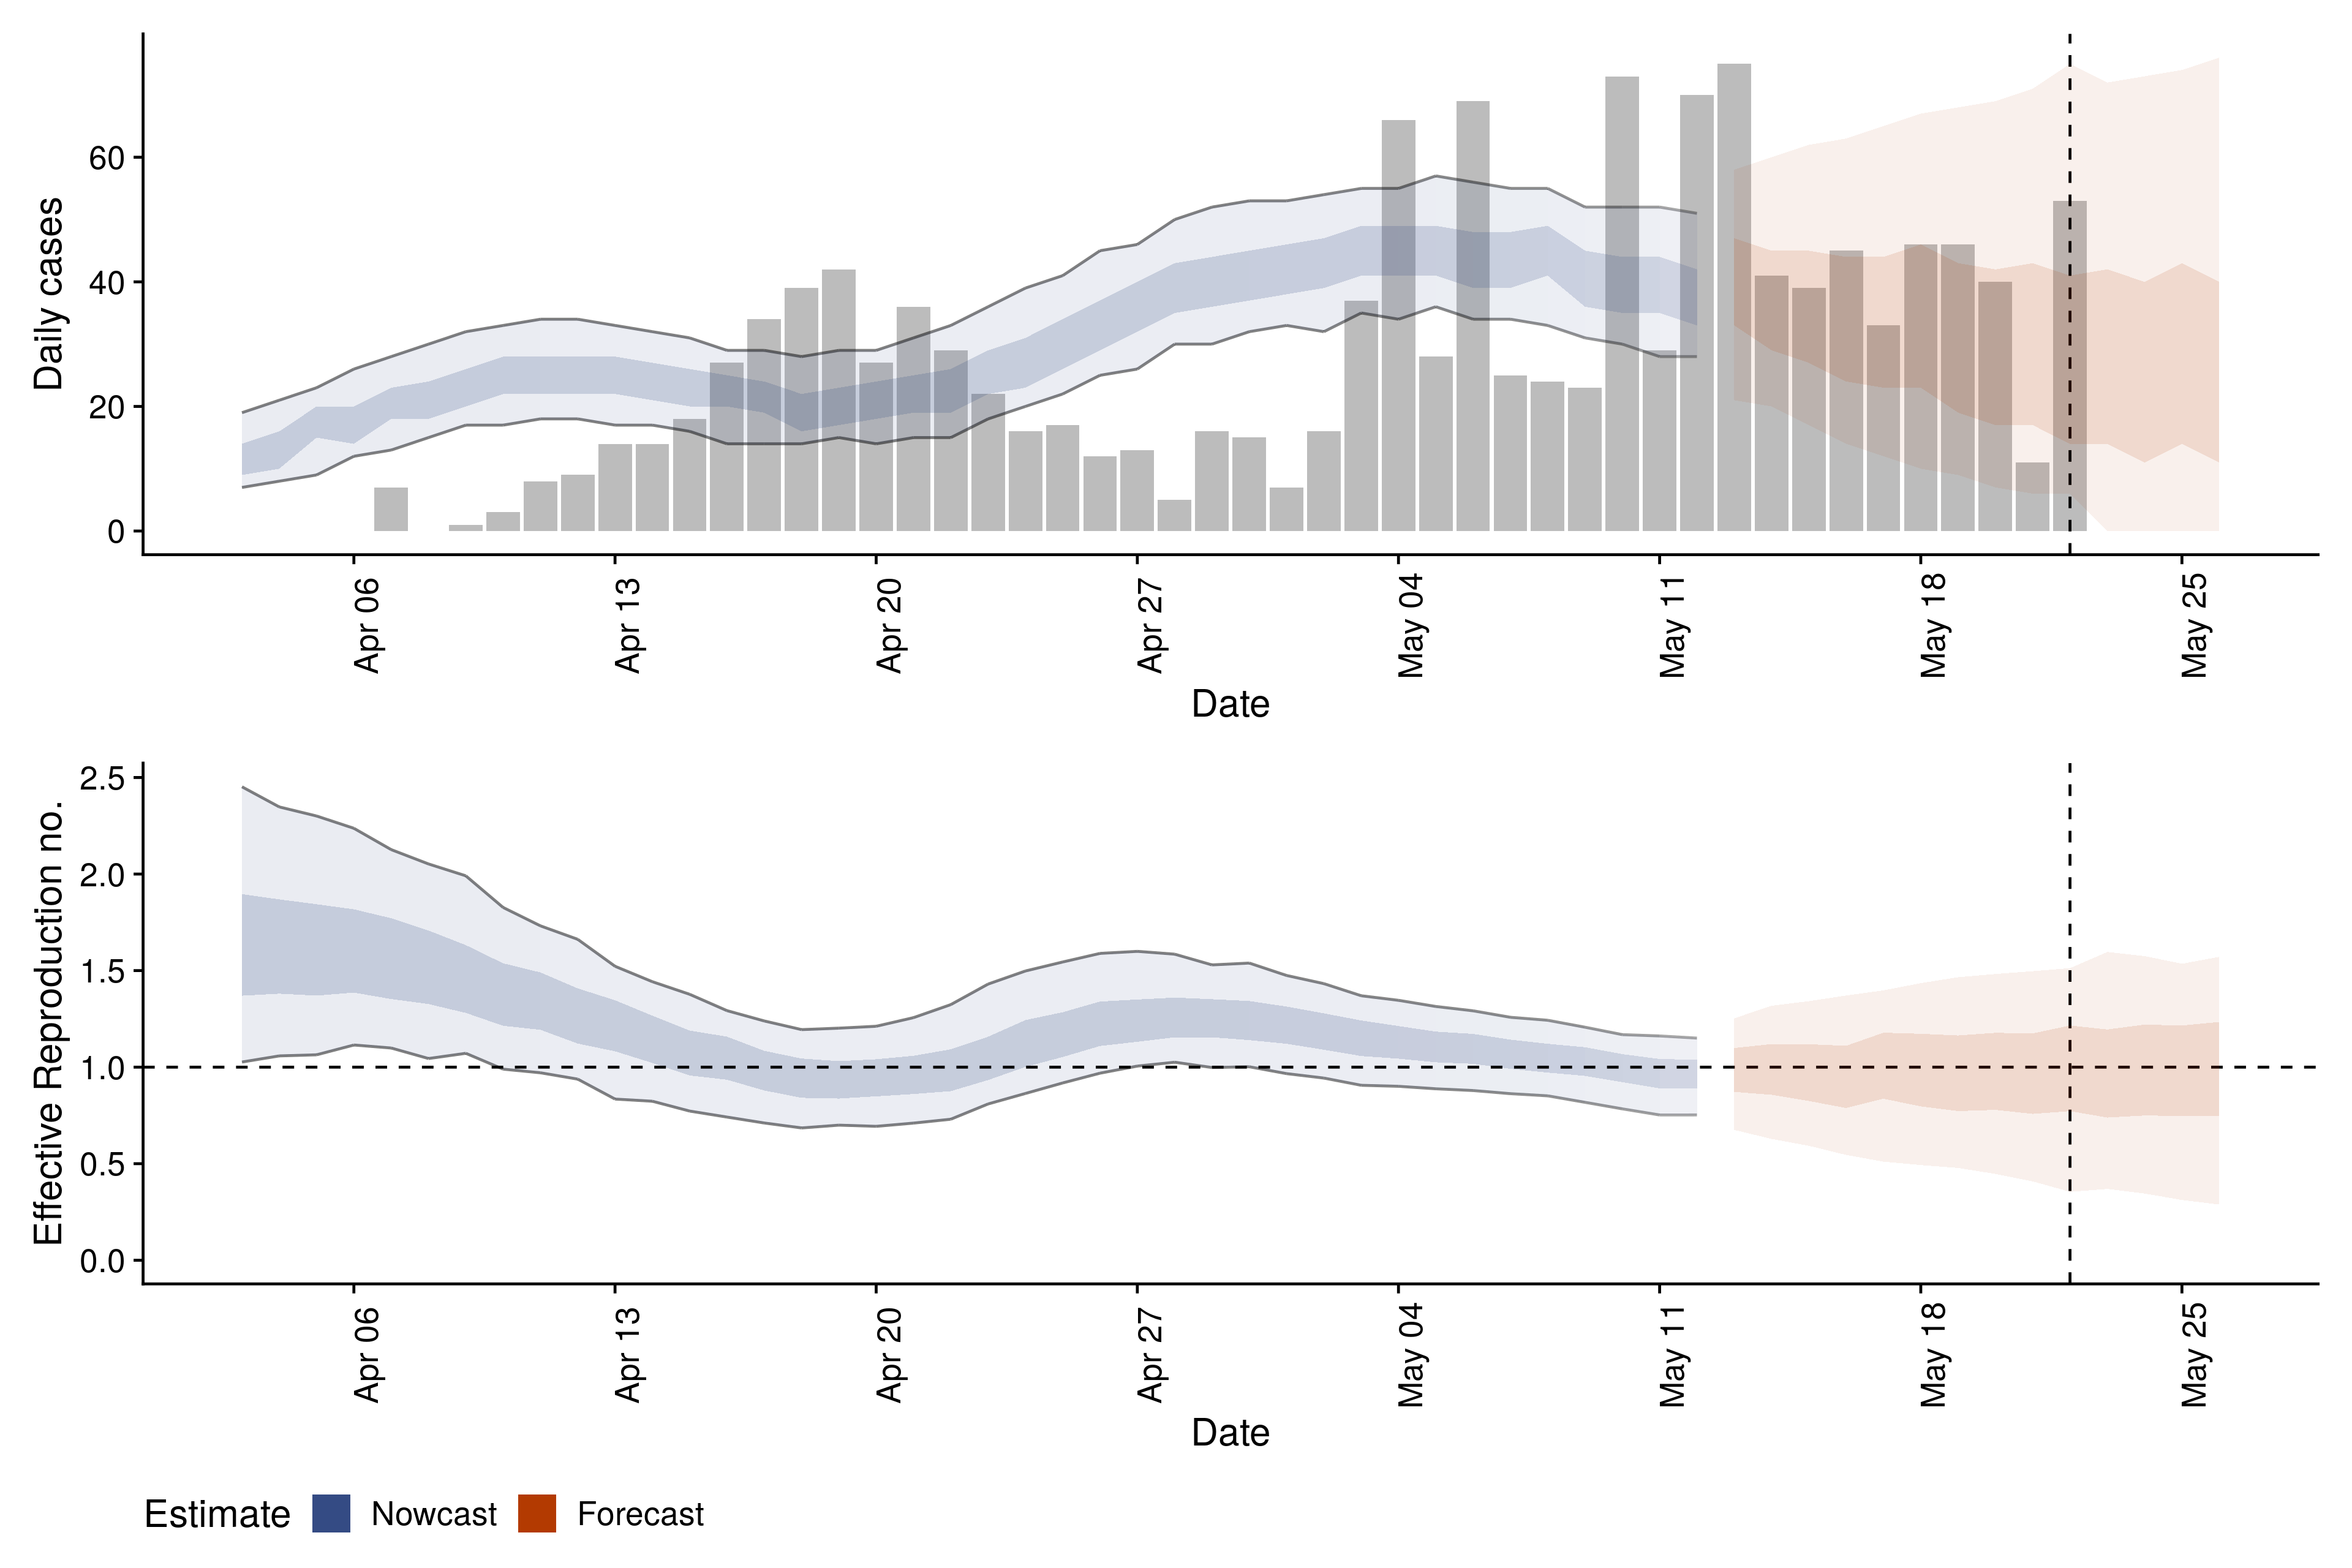 Daily cases
60
40
20
0
Apr 06
Apr 13
Apr 20
Apr 27
May 04
May 11
May 18
May 25
Date
Effective Reproduction no.
2.5
2.0
1.5
1.0
0.5
0.0
Apr 06
Apr 13
Apr 20
Apr 27
May 04
May 11
May 18
May 25
Date
Estimate Nowcast Forecast